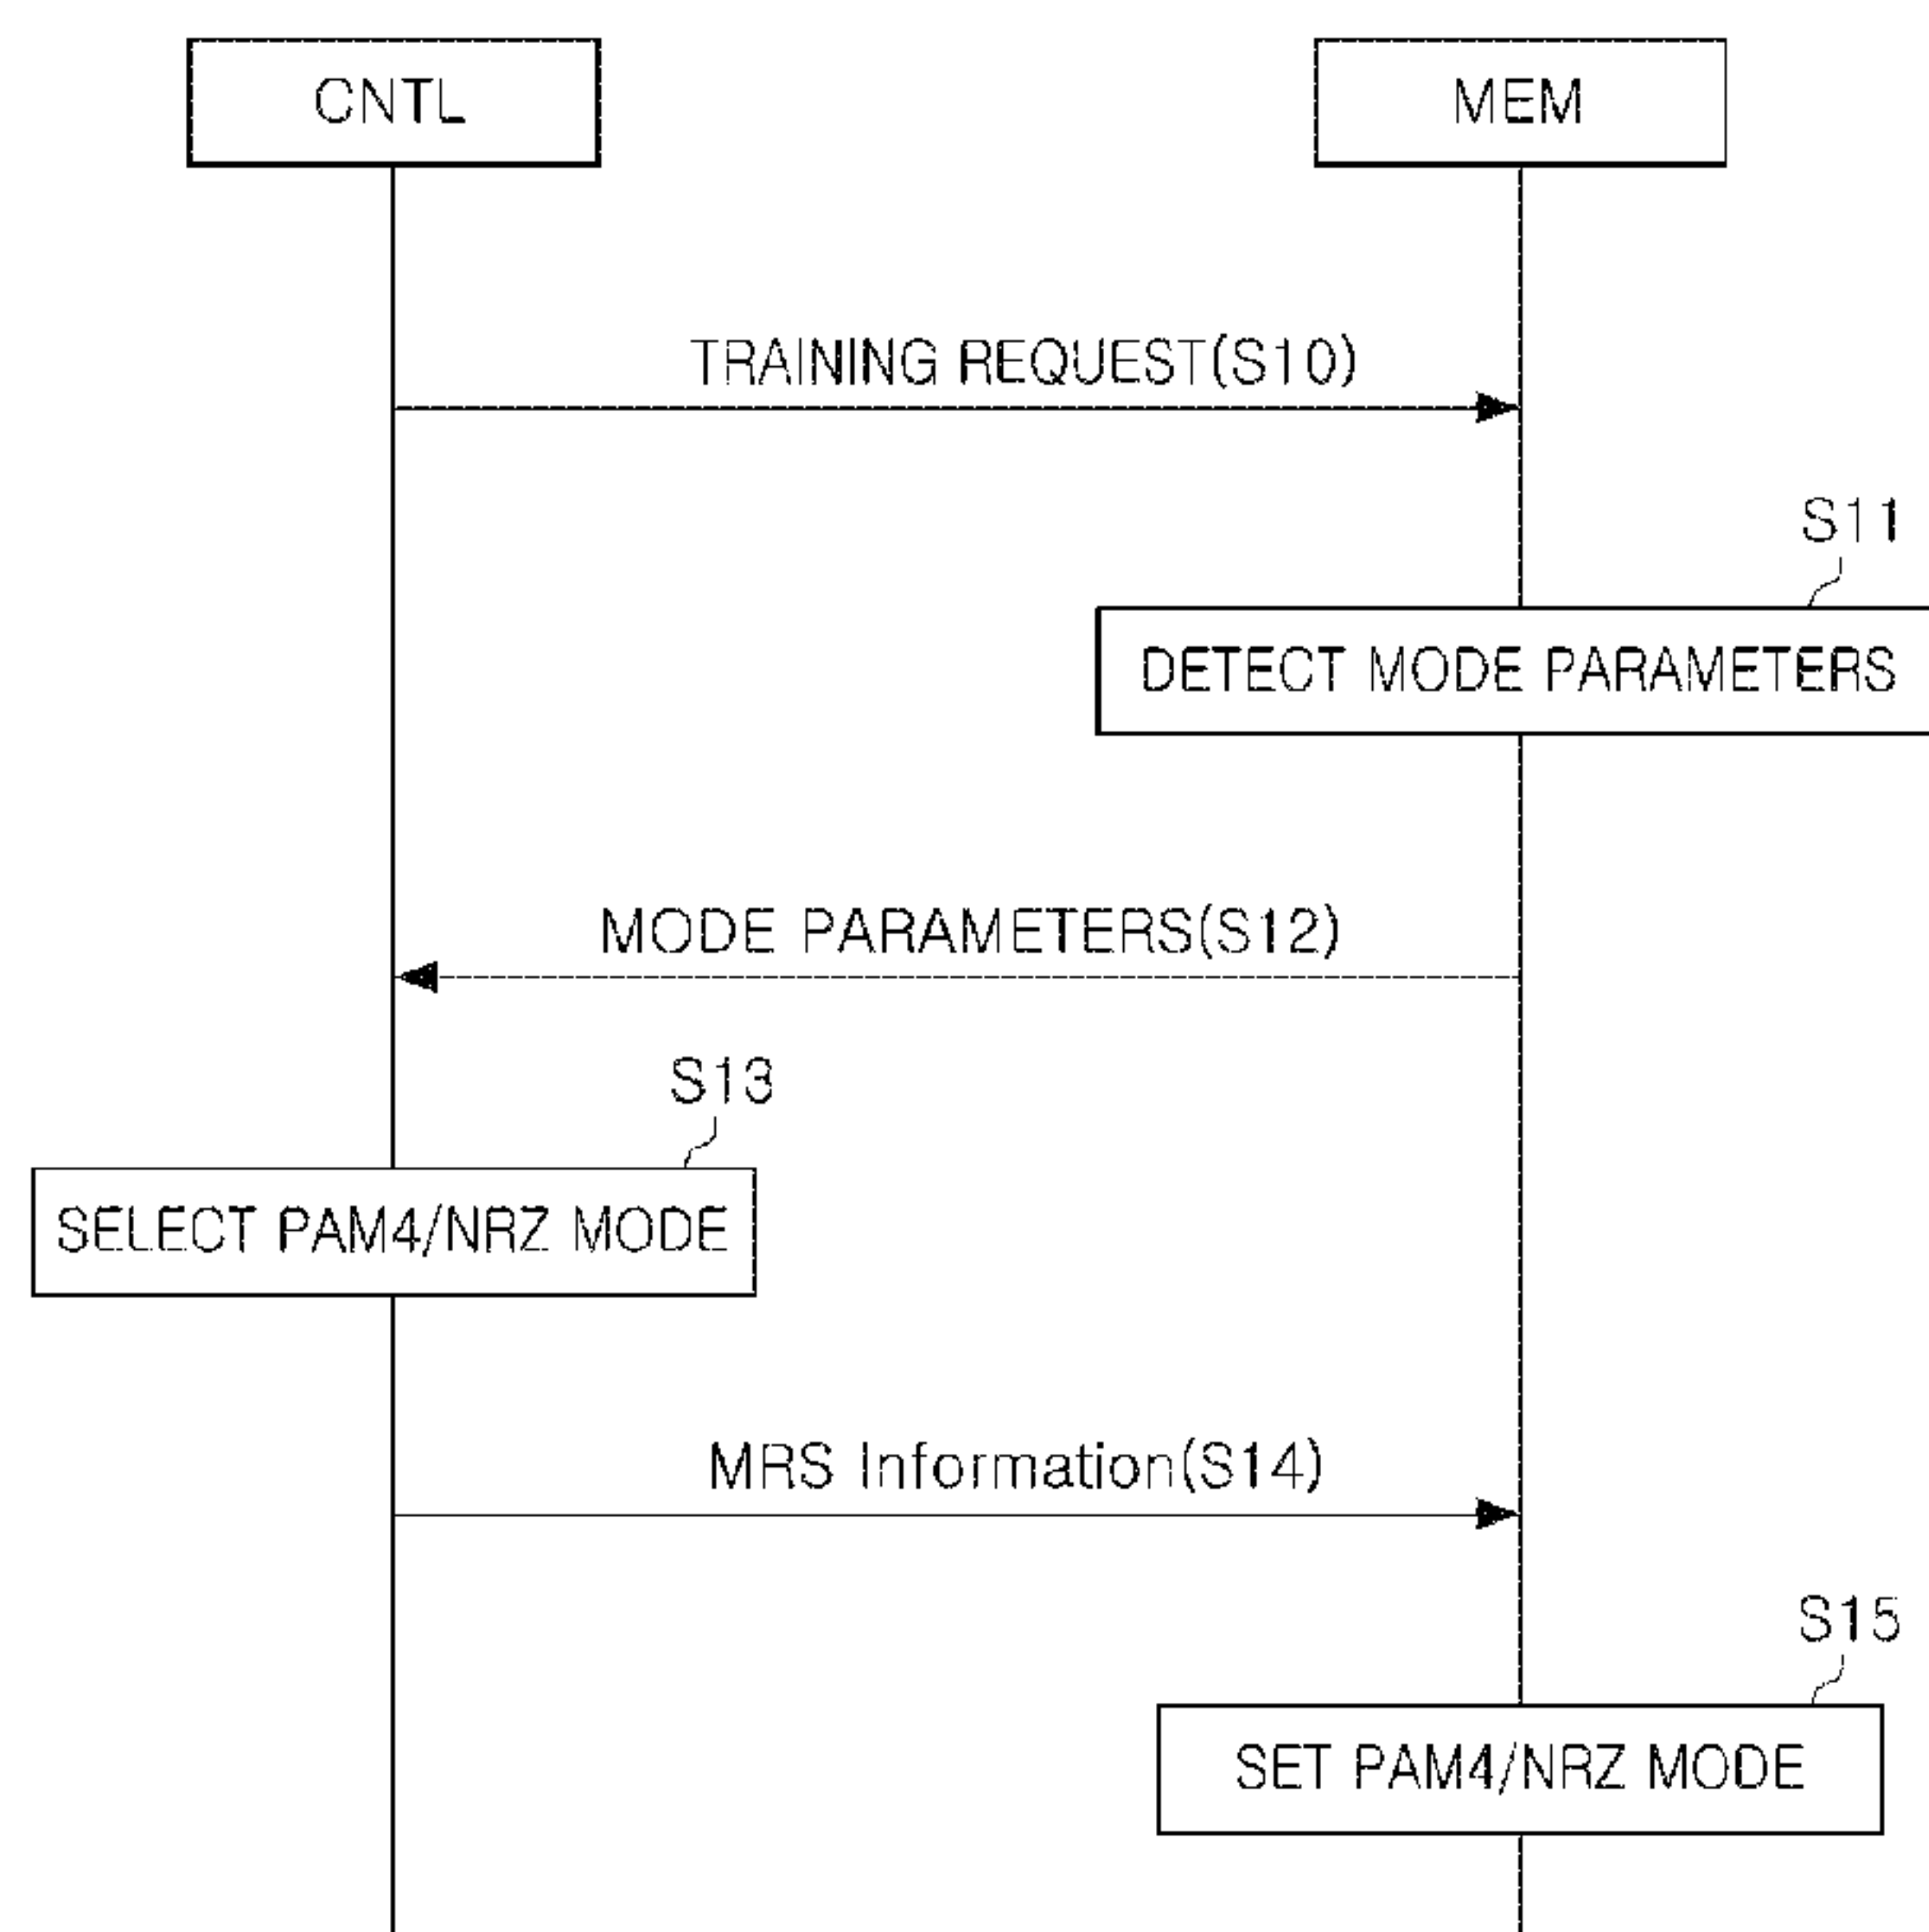 CNTL
MEM
TRAINING REQUEST(S10)
S11
DETECT MODE PARAMETERS
MODE PARAMETERS(S12)
S13
SELECT PAM4/NRZ MODE
MRS Information(S14)
S15
SET PAM4/NRZ MODE